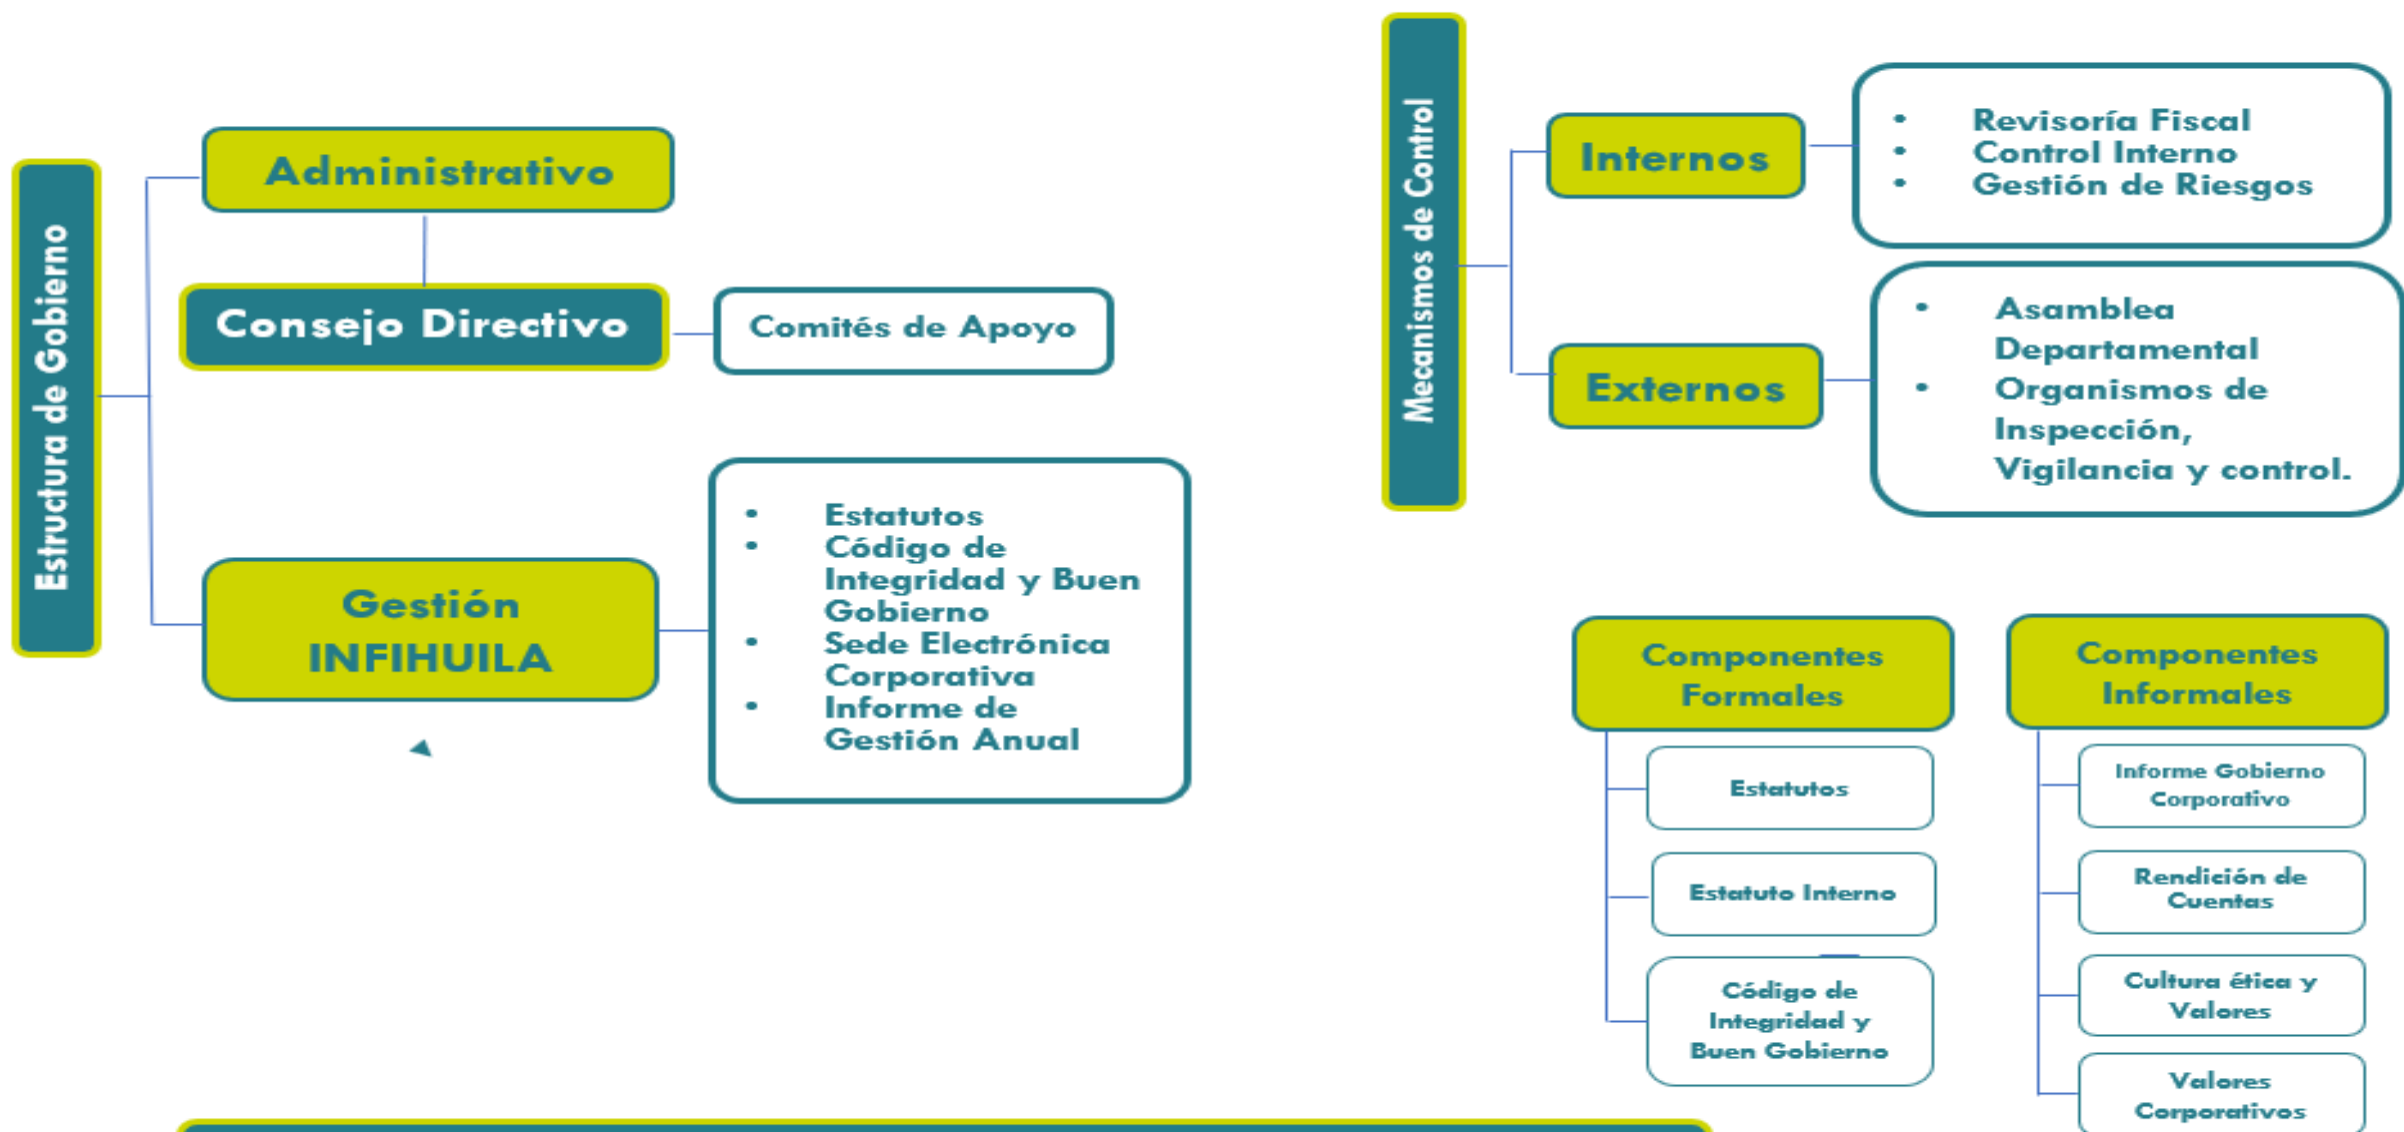 Estructura de Gobierno
Administrativo
Consejo Directivo
Comités de Apoyo
Gestión
INFIHUILA
• Estatutos
• Código de
Integridad y Buen
Gobierno
• Sede Electrónica
Corporativa
• Informe de
Gestión Anual
Mecanismos de Control
Internos
• Revisoría Fiscal
• Control Interno
• Gestión de Riesgos
Externos
• Asamblea
Departamental
• Organismos de
Inspección,
Vigilancia y control.
Componentes
Formales
Estatutos
Estatuto Interno
Código de
Integridad y
Buen Gobierno
Componentes
Informales
Informe Gobierno
Corporativo
Rendición de
Cuentas
Cultura ética y
Valores
Valores
Corporativos